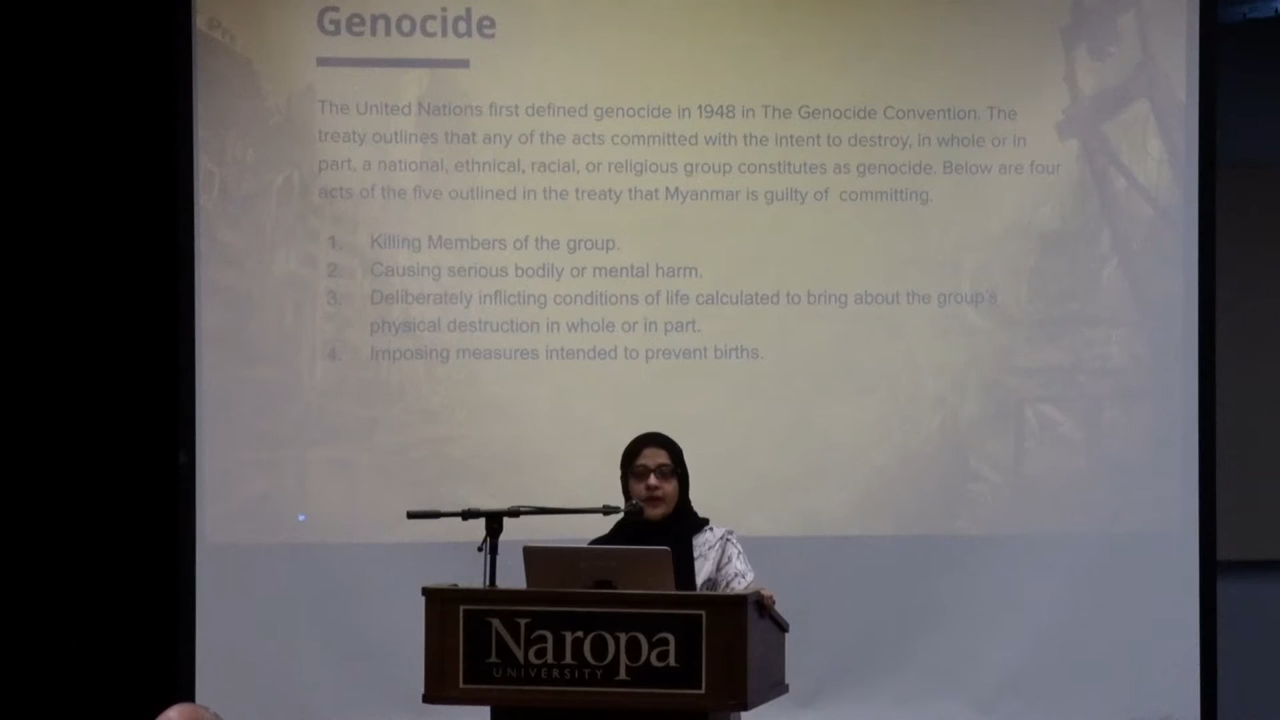 Genocide
The United Nations first defined genocide in 1948 in The Genocide Convention. The
treaty outlines that any of the acts committed with the intent to destroy, in whole or in
part, a national, ethnical, racial, or religious group constitutes as genocide. Below are four
acts of the five outlined in the treaty that Myanmar is guilty of committing.
1. Killing Members of the group.
2. Causing serious bodily or mental harm.
3. Deliberately inflicting conditions of life calculated to bring about the group's
physical destruction in whole or in part.
4. Imposing measures intended to prevent births.
Naropa
UNIVERSITY